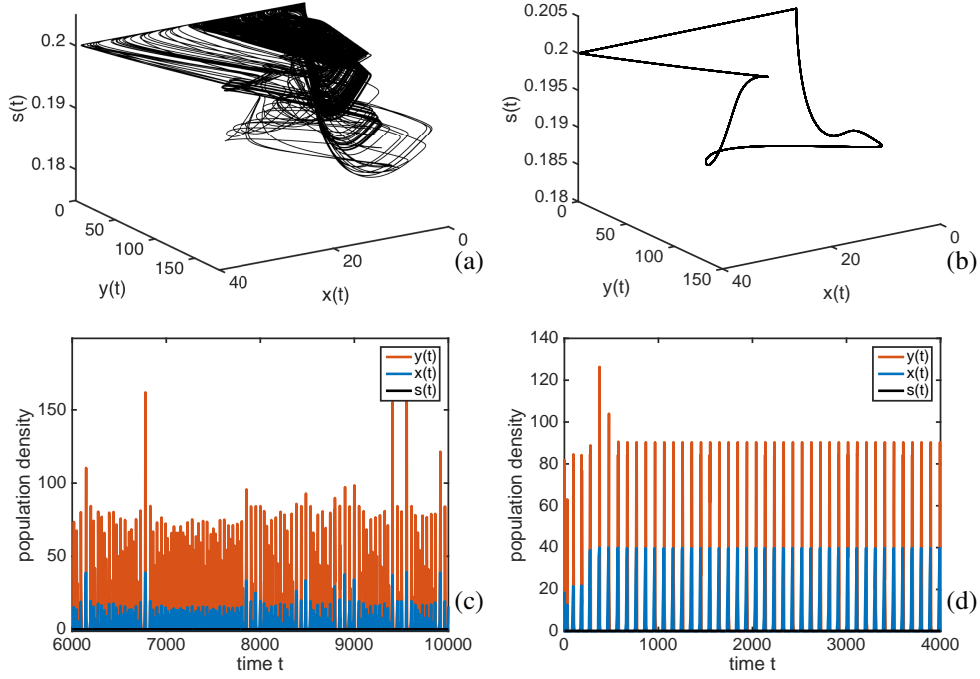 0.2
0.19
0.18
s(t)
0
50
100
150
y(t)
40
20
0
x(t)
(a)
0.205
0.2
0.195
0.19
0.185
0.18
s(t)
0
50
100
150
y(t)
40
20
0
x(t)
(b)
150
100
50
0
population density
6000
7000
8000
9000
10000
time t
y(t)
x(t)
s(t)
(c)
140
120
100
80
60
40
20
0
population density
0
1000
2000
3000
4000
time t
y(t)
x(t)
s(t)
(d)